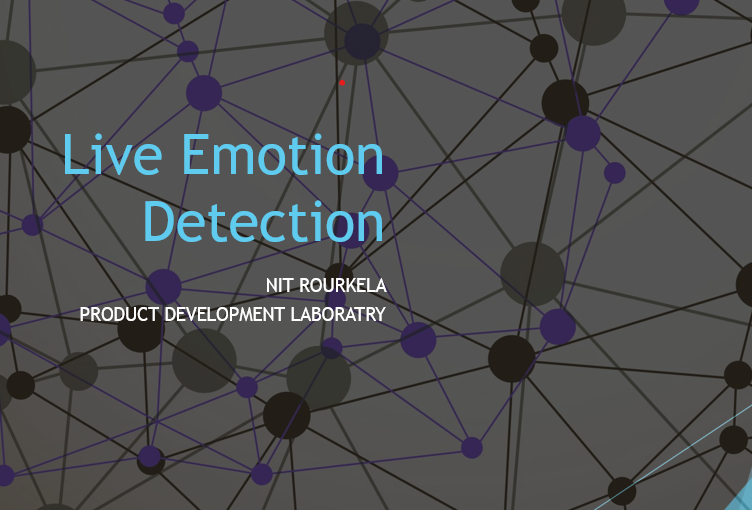 Live Emotion
Detection
NIT ROURKELA
PRODUCT DEVELOPMENT LABORATRY